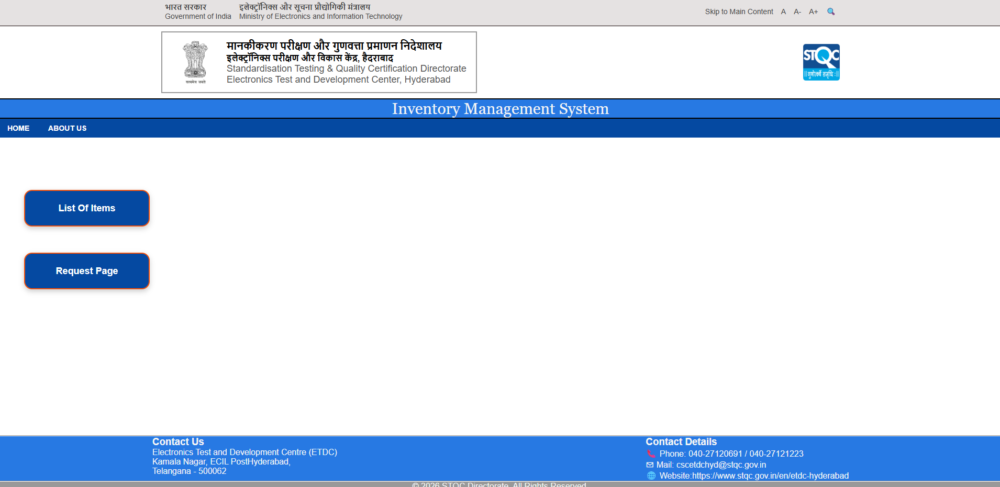 भारत सरकार
Government of India
इलेक्ट्रॉनिक्स और सूचना प्रौद्योगिकी मंत्रालय
Ministry of Electronics and Information Technology
Skip to Main Content A A- A+
मानकीकरण परीक्षण और गुणवत्ता प्रमाणन निदेशालय
इलेक्ट्रॉनिक्स परीक्षण और विकास केंद्र, हैदराबाद
Standardisation Testing & Quality Certification Directorate
Electronics Test and Development Center, Hyderabad
सत्यमेव जयते
STQC
||गुणोत्कर्षे समृद्धिः||
Inventory Management System
HOME ABOUT US
List Of Items
Request Page
Contact Us
Electronics Test and Development Centre (ETDC)
Kamala Nagar, ECIL PostHyderabad,
Telangana - 500062
Contact Details
Phone: 040-27120691 / 040-27121223
Mail: cscetdchyd@stqc.gov.in
Website:https://www.stqc.gov.in/en/etdc-hyderabad
© 2026 STQC Directorate. All Rights Reserved